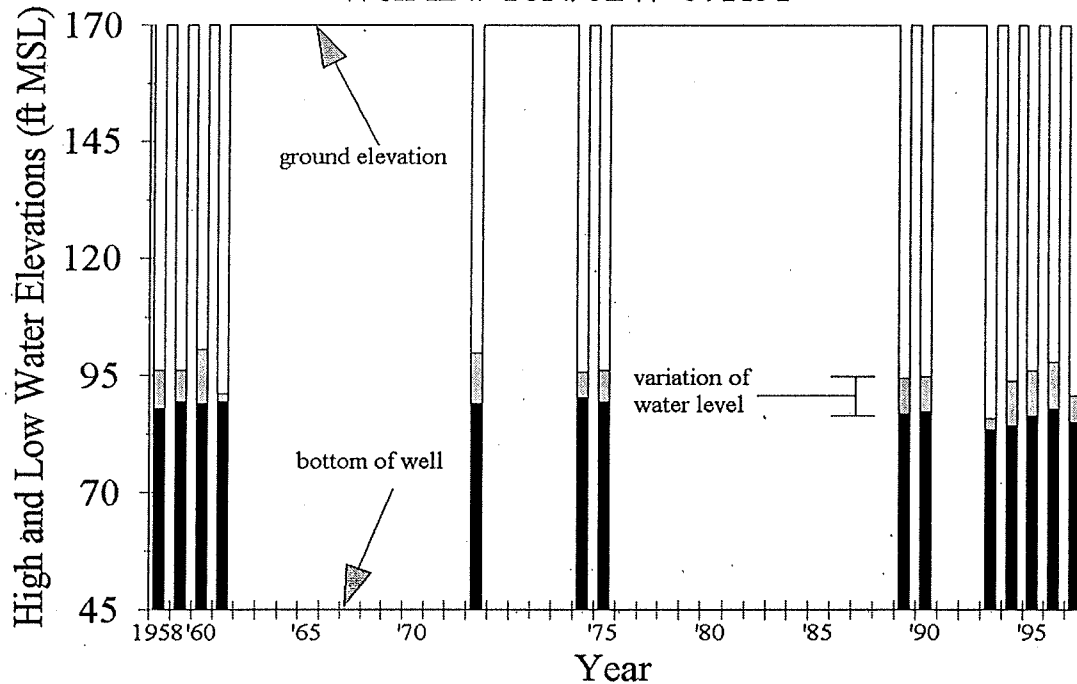 High and Low Water Elevations (ft MSL)
170
145
120
95
70
45
ground elevation
variation of
water level
bottom of well
1958 '60 '65 '70 '75 '80 '85 '90 '95
Year